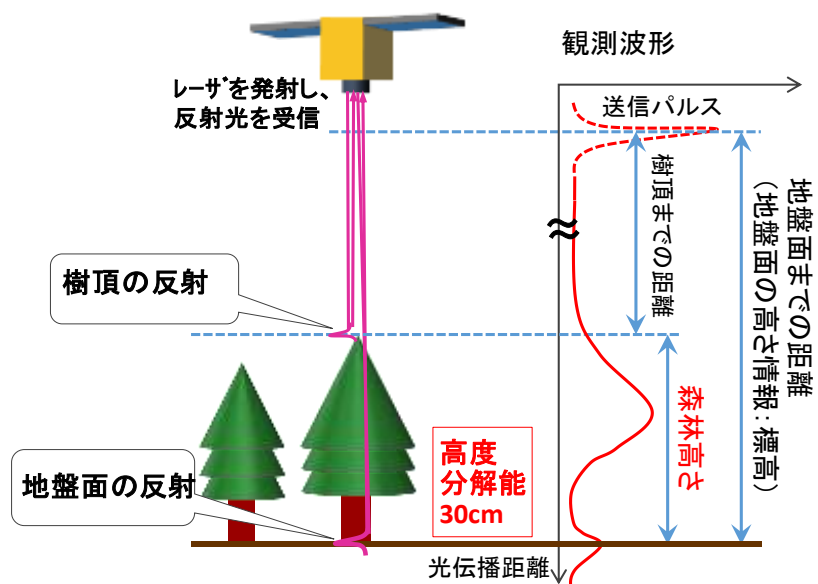 観測波形
レーザを発射し、
反射光を受信
送信パルス
樹頂までの距離
地盤面までの距離
(地盤面の高さ情報:標高)
樹頂の反射
森林高さ
地盤面の反射
高度
分解能
30cm
光伝播距離